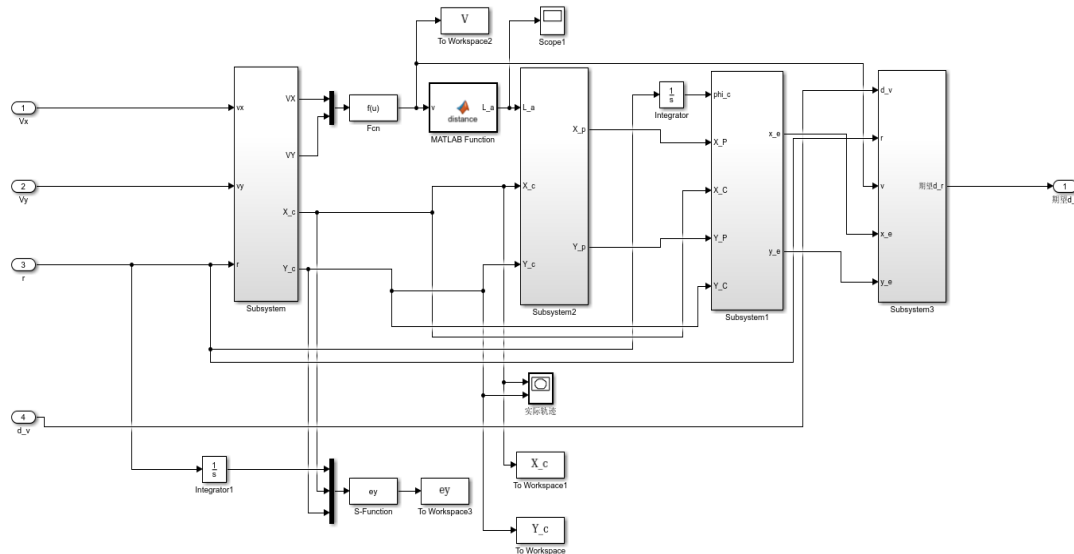 V
To Workspace2
Scope1
1
Vx
vx
VX
f(u)
Fcn
v
L_a
distance
MATLAB Function
L_a
1
s
Integrator
phi_c
d_v
X_p
X_P
x_e
r
VY
2
Vy
vy
X_c
X_c
X_C
v
期望d_r
1
期望d_
Y_p
Y_P
x_e
3
r
r
Y_c
Y_c
y_e
y_e
Y_C
Subsystem
Subsystem2
Subsystem1
Subsystem3
实际轨迹
4
d_v
1
s
Integrator1
ey
S-Function
ey
To Workspace3
X_c
To Workspace1
Y_c
To Workspace